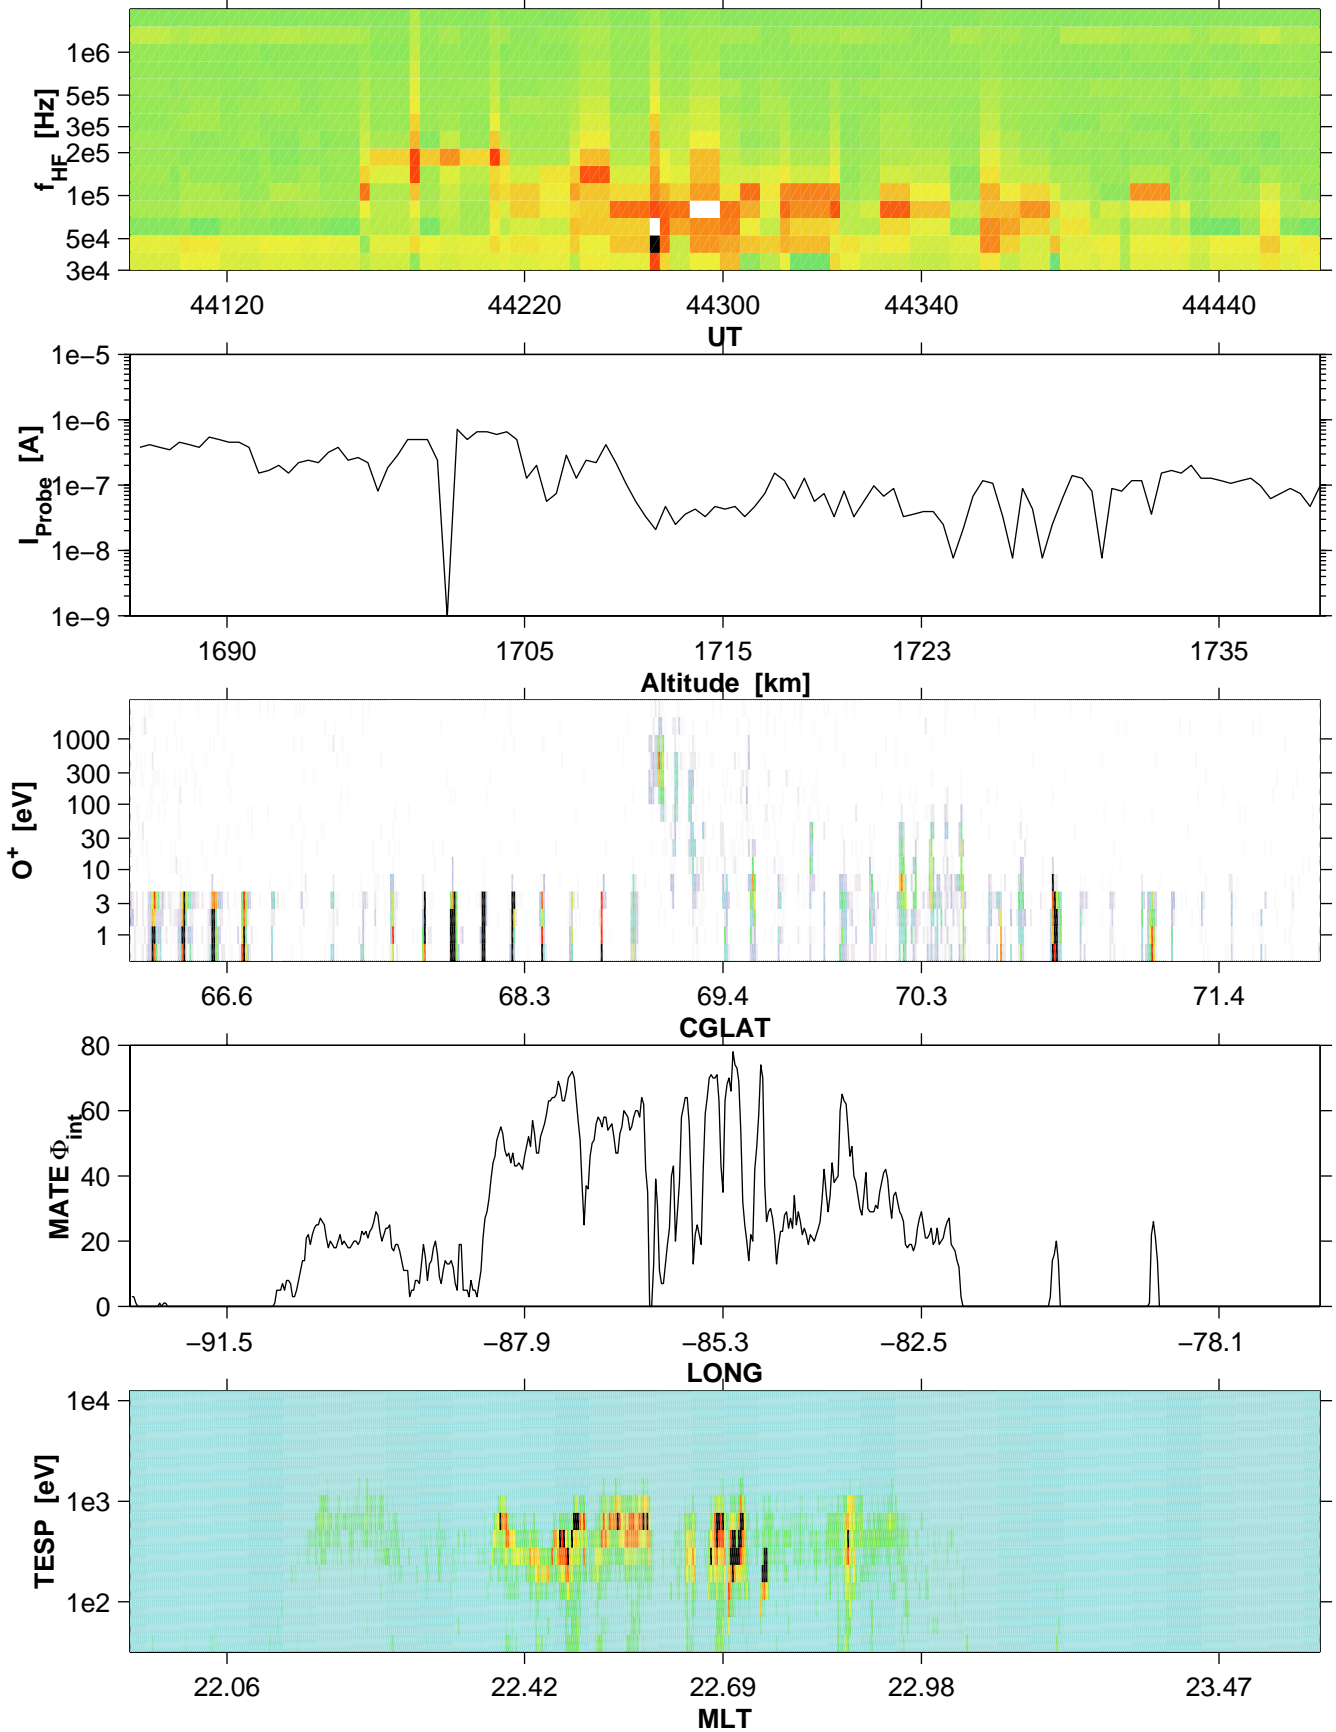 f_HF [Hz]
1e6
5e5
3e5
2e5
1e5
5e4
3e4
44120 44220 44300 44340 44440
UT
I_Probe [A]
1e−5
1e−6
1e−7
1e−8
1e−9
1690 1705 1715 1723 1735
Altitude [km]
O⁺ [eV]
1000
300
100
30
10
3
1
66.6 68.3 69.4 70.3 71.4
CGLAT
MATE Φ_int
80
60
40
20
0
−91.5 −87.9 −85.3 −82.5 −78.1
LONG
TESP [eV]
1e4
1e3
1e2
22.06 22.42 22.69 22.98 23.47
MLT